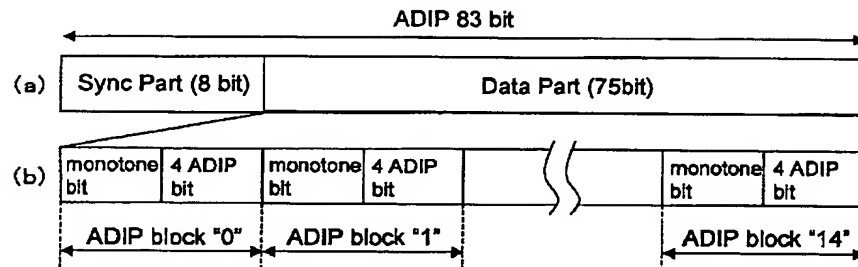 ADIP 83 bit
(a) Sync Part (8 bit) Data Part (75bit)
(b) monotone bit 4 ADIP bit monotone bit 4 ADIP bit monotone bit 4 ADIP bit
ADIP block "0" ADIP block "1" ADIP block "14"